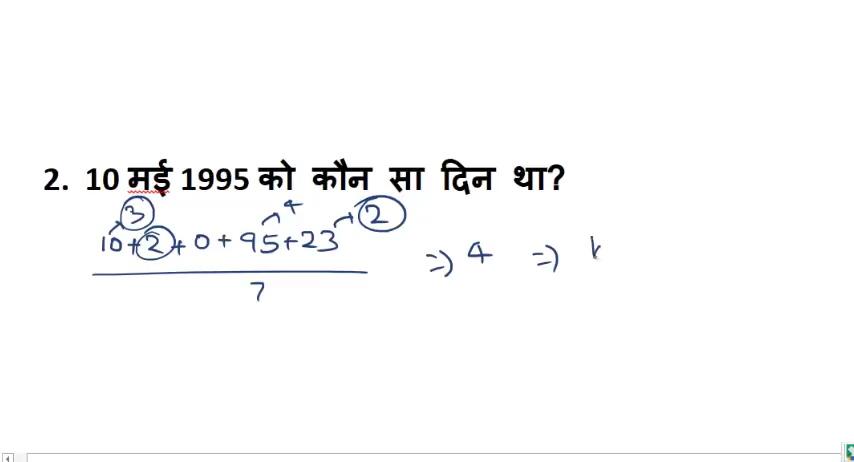 2. 10 मई 1995 को कौन सा दिन था?
3 4 2
10+2+0+95+23 => 4 =>
7